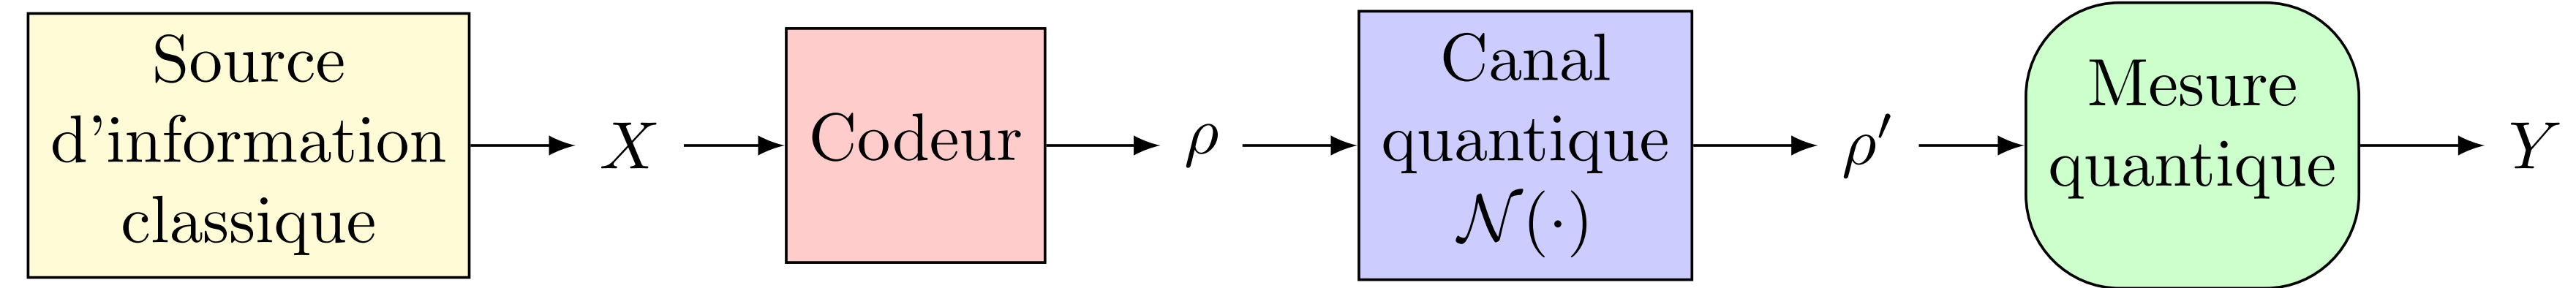 Source
d'information
classique
X
Codeur
ρ
Canal
quantique
𝒩(·)
ρ′
Mesure
quantique
Y